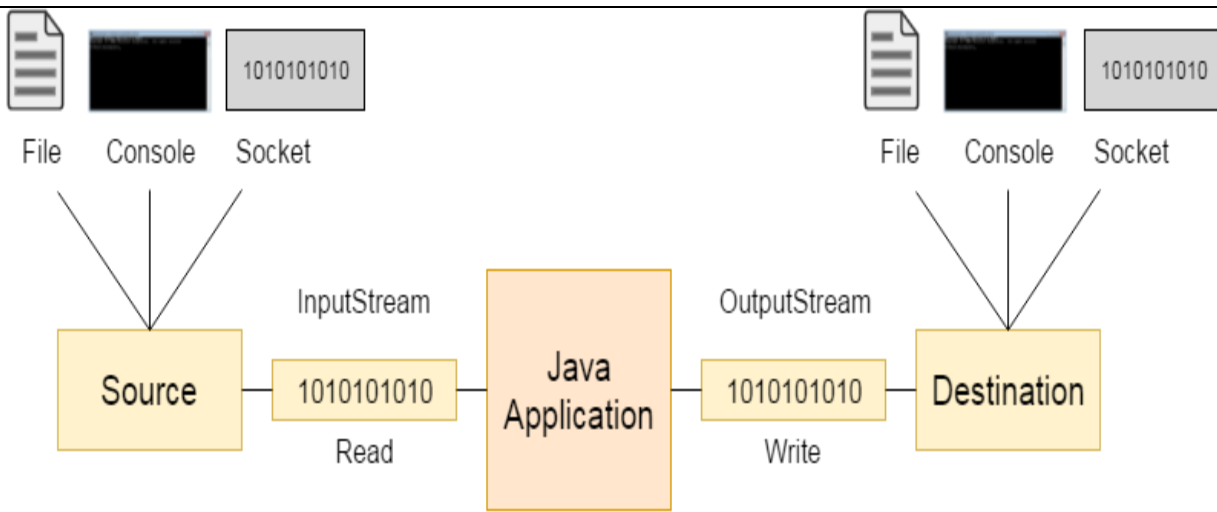 1010101010
1010101010
File Console Socket
File Console Socket
InputStream
OutputStream
Source
1010101010
Java
Application
1010101010
Destination
Read
Write